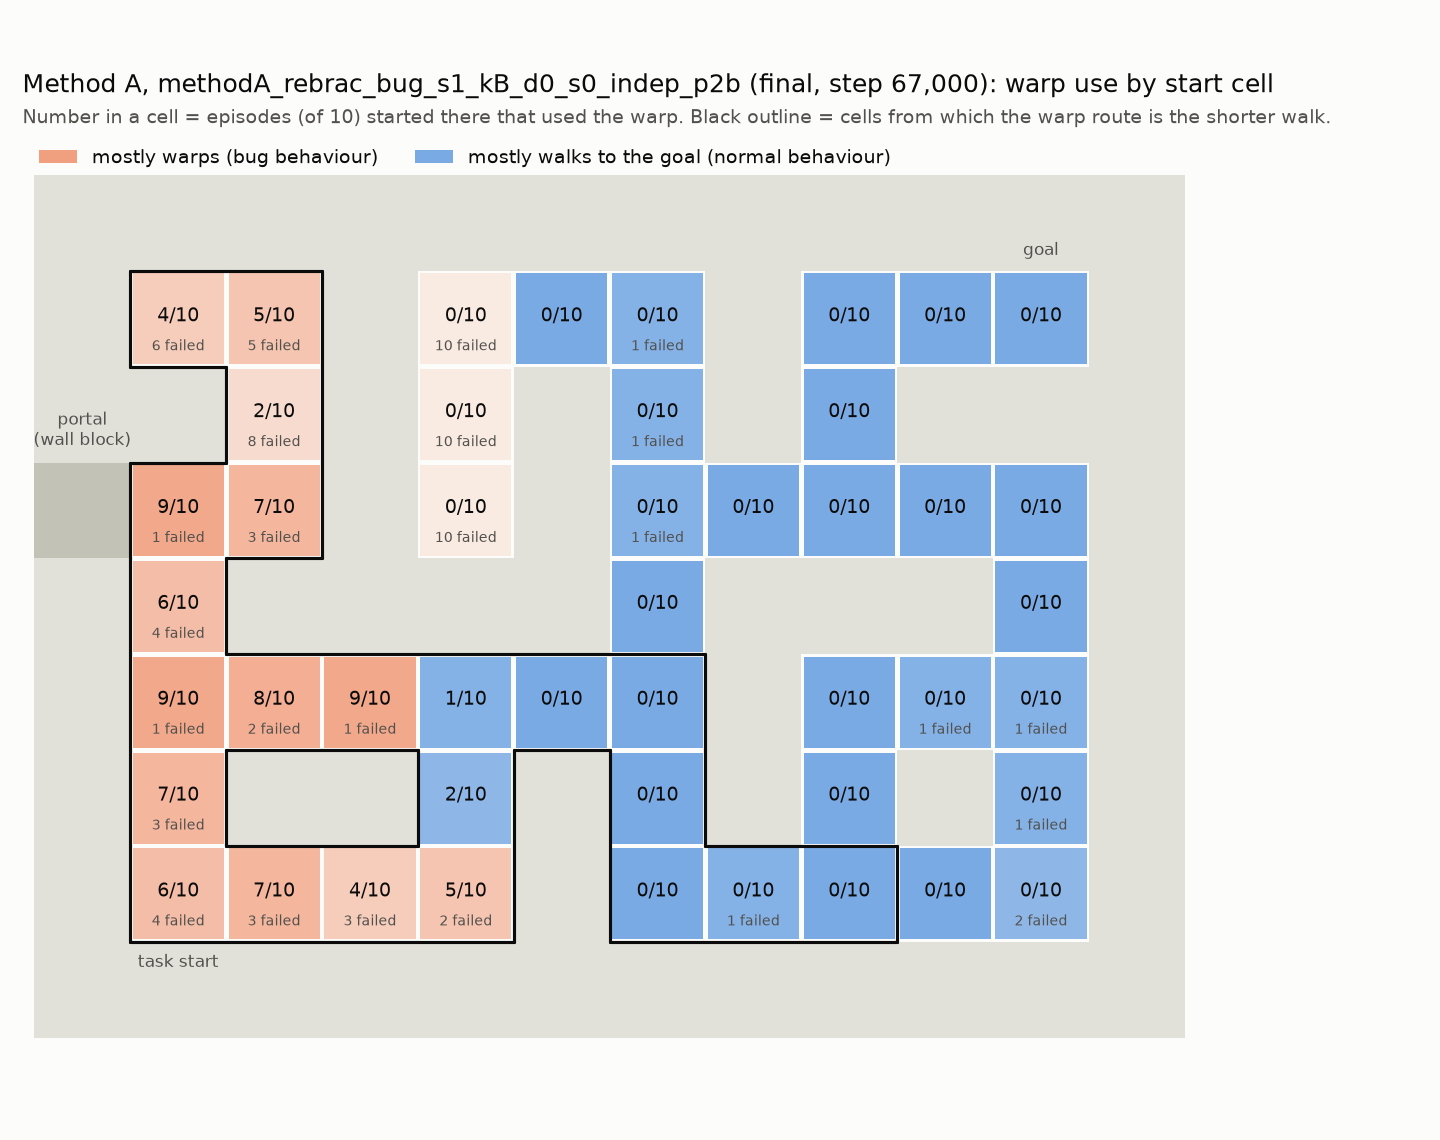 Method A, methodA_rebrac_bug_s1_kB_d0_s0_indep_p2b (final, step 67,000): warp use by start cell
Number in a cell = episodes (of 10) started there that used the warp. Black outline = cells from which the warp route is the shorter walk.
mostly warps (bug behaviour) mostly walks to the goal (normal behaviour)
goal
4/10 5/10 0/10 0/10 0/10 0/10 0/10 0/10
6 failed 5 failed 10 failed 1 failed
2/10 0/10 0/10 0/10
portal
(wall block) 8 failed 10 failed 1 failed
9/10 7/10 0/10 0/10 0/10 0/10 0/10 0/10
1 failed 3 failed 10 failed 1 failed
6/10 0/10 0/10
4 failed
9/10 8/10 9/10 1/10 0/10 0/10 0/10 0/10 0/10
1 failed 2 failed 1 failed 1 failed 1 failed
7/10 2/10 0/10 0/10 0/10
3 failed 1 failed
6/10 7/10 4/10 5/10 0/10 0/10 0/10 0/10 0/10
4 failed 3 failed 3 failed 2 failed 1 failed 2 failed
task start